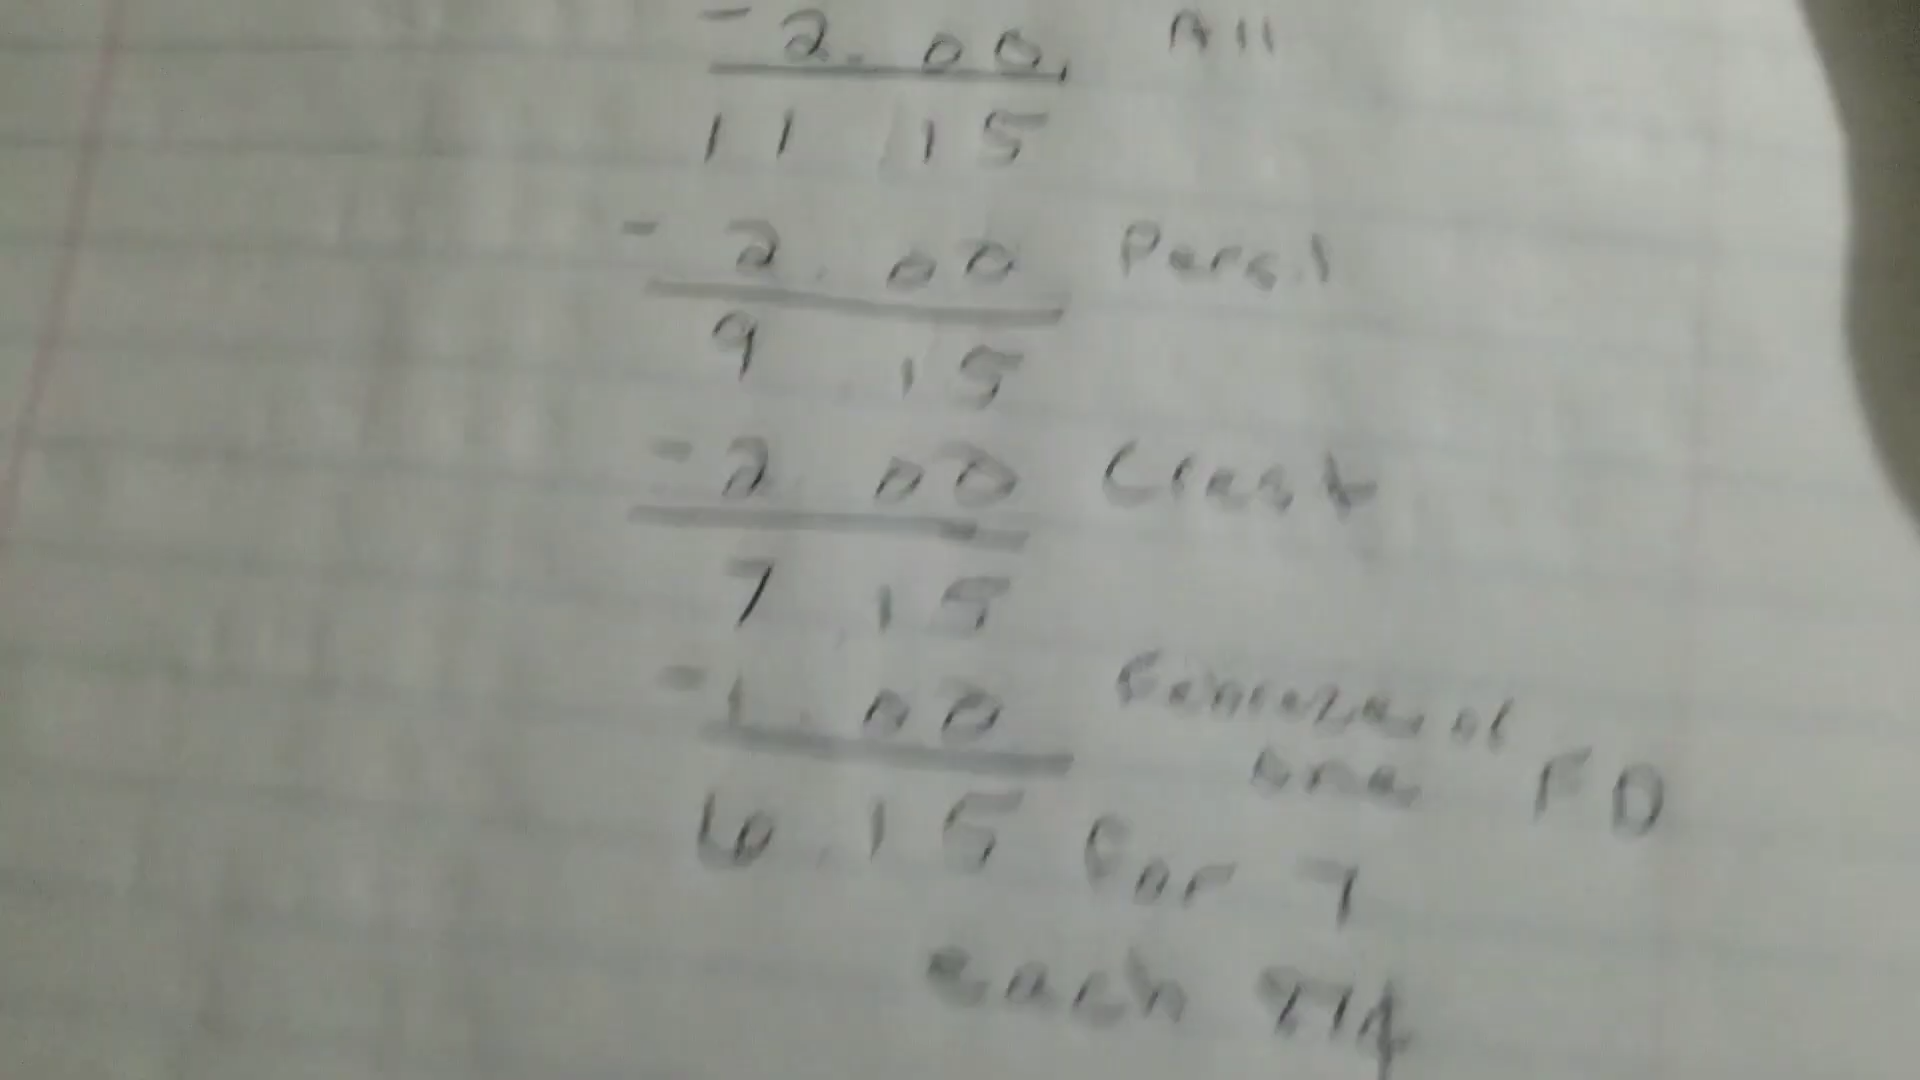 - 2.00 All
11 15
- 2.00 Persil
9 15
- 2 00 Crest
7 15
- 1.00
one FD
6.15 for 7
each